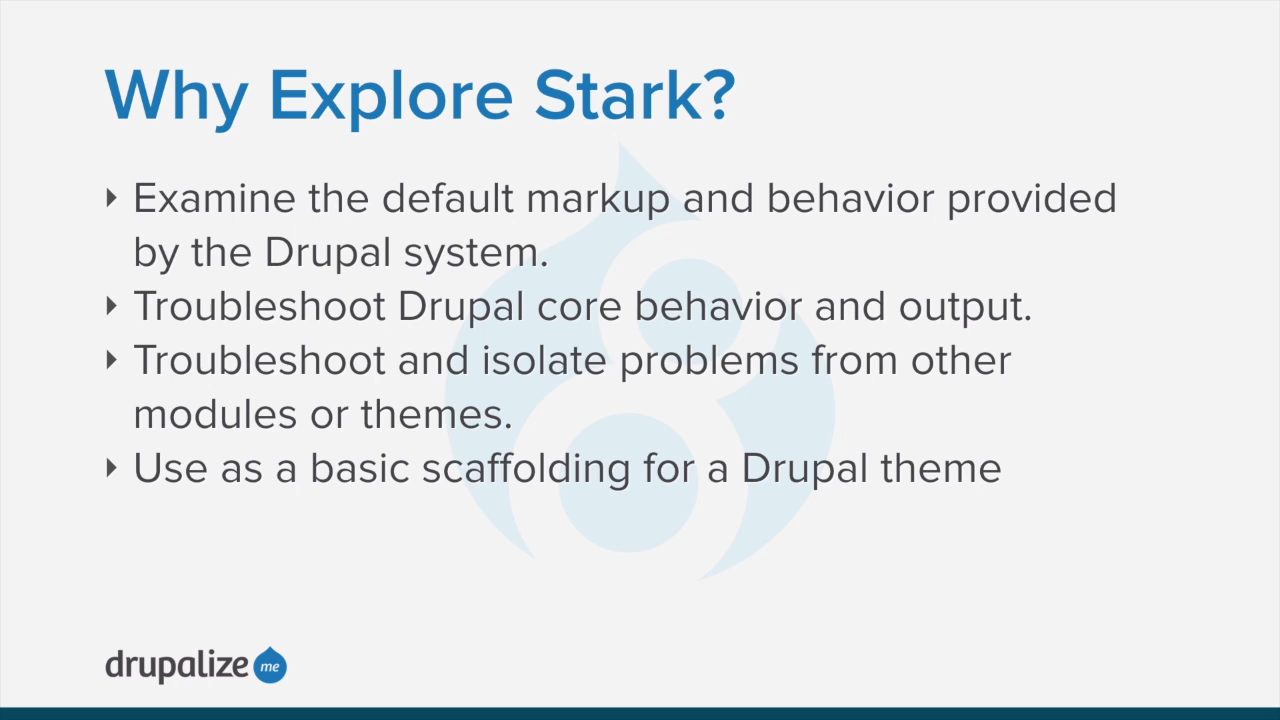 Why Explore Stark?
Examine the default markup and behavior provided
by the Drupal system.
Troubleshoot Drupal core behavior and output.
Troubleshoot and isolate problems from other
modules or themes.
Use as a basic scaffolding for a Drupal theme
drupalize me